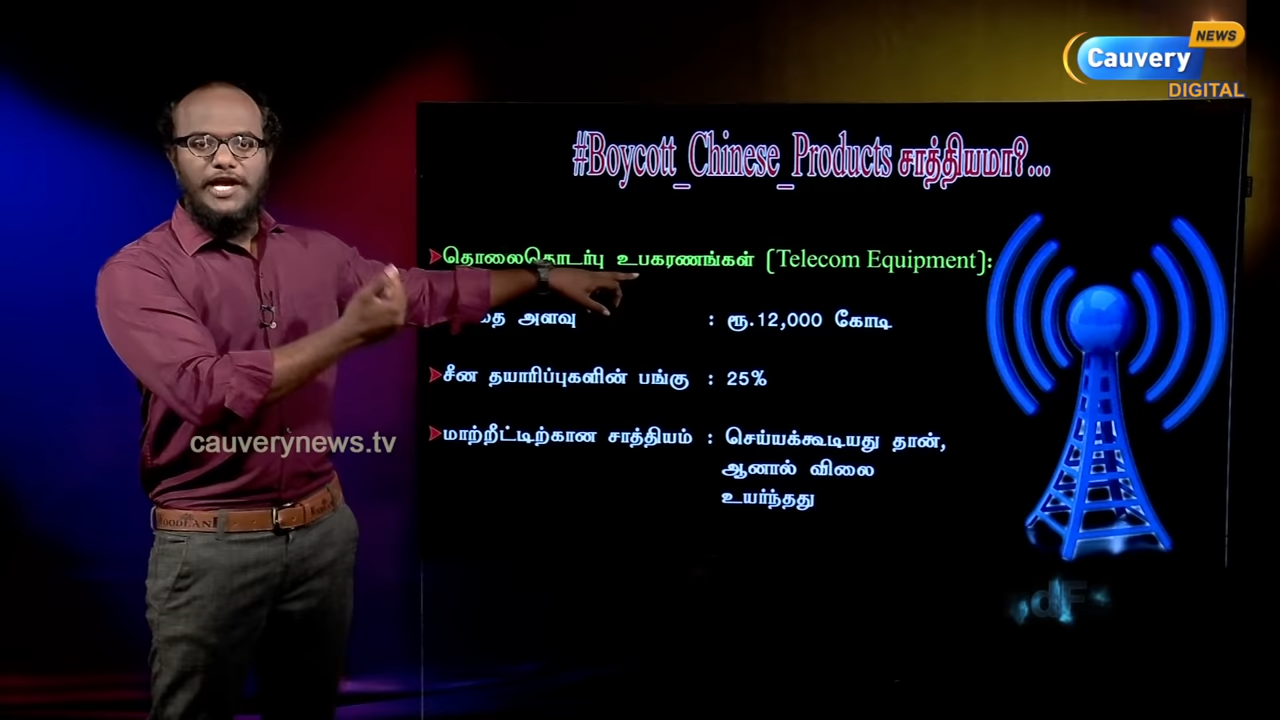 Cauvery NEWS
DIGITAL
#Boycott_Chinese_Products சாத்தியமா?...
தொலைதொடர்பு உபகரணங்கள் (Telecom Equipment):
அளவு : ரூ.12,000 கோடி
சீன தயாரிப்புகளின் பங்கு : 25%
மாற்றீட்டிற்கான சாத்தியம் : செய்யக்கூடியது தான்,
ஆனால் விலை
உயர்ந்தது
cauverynews.tv